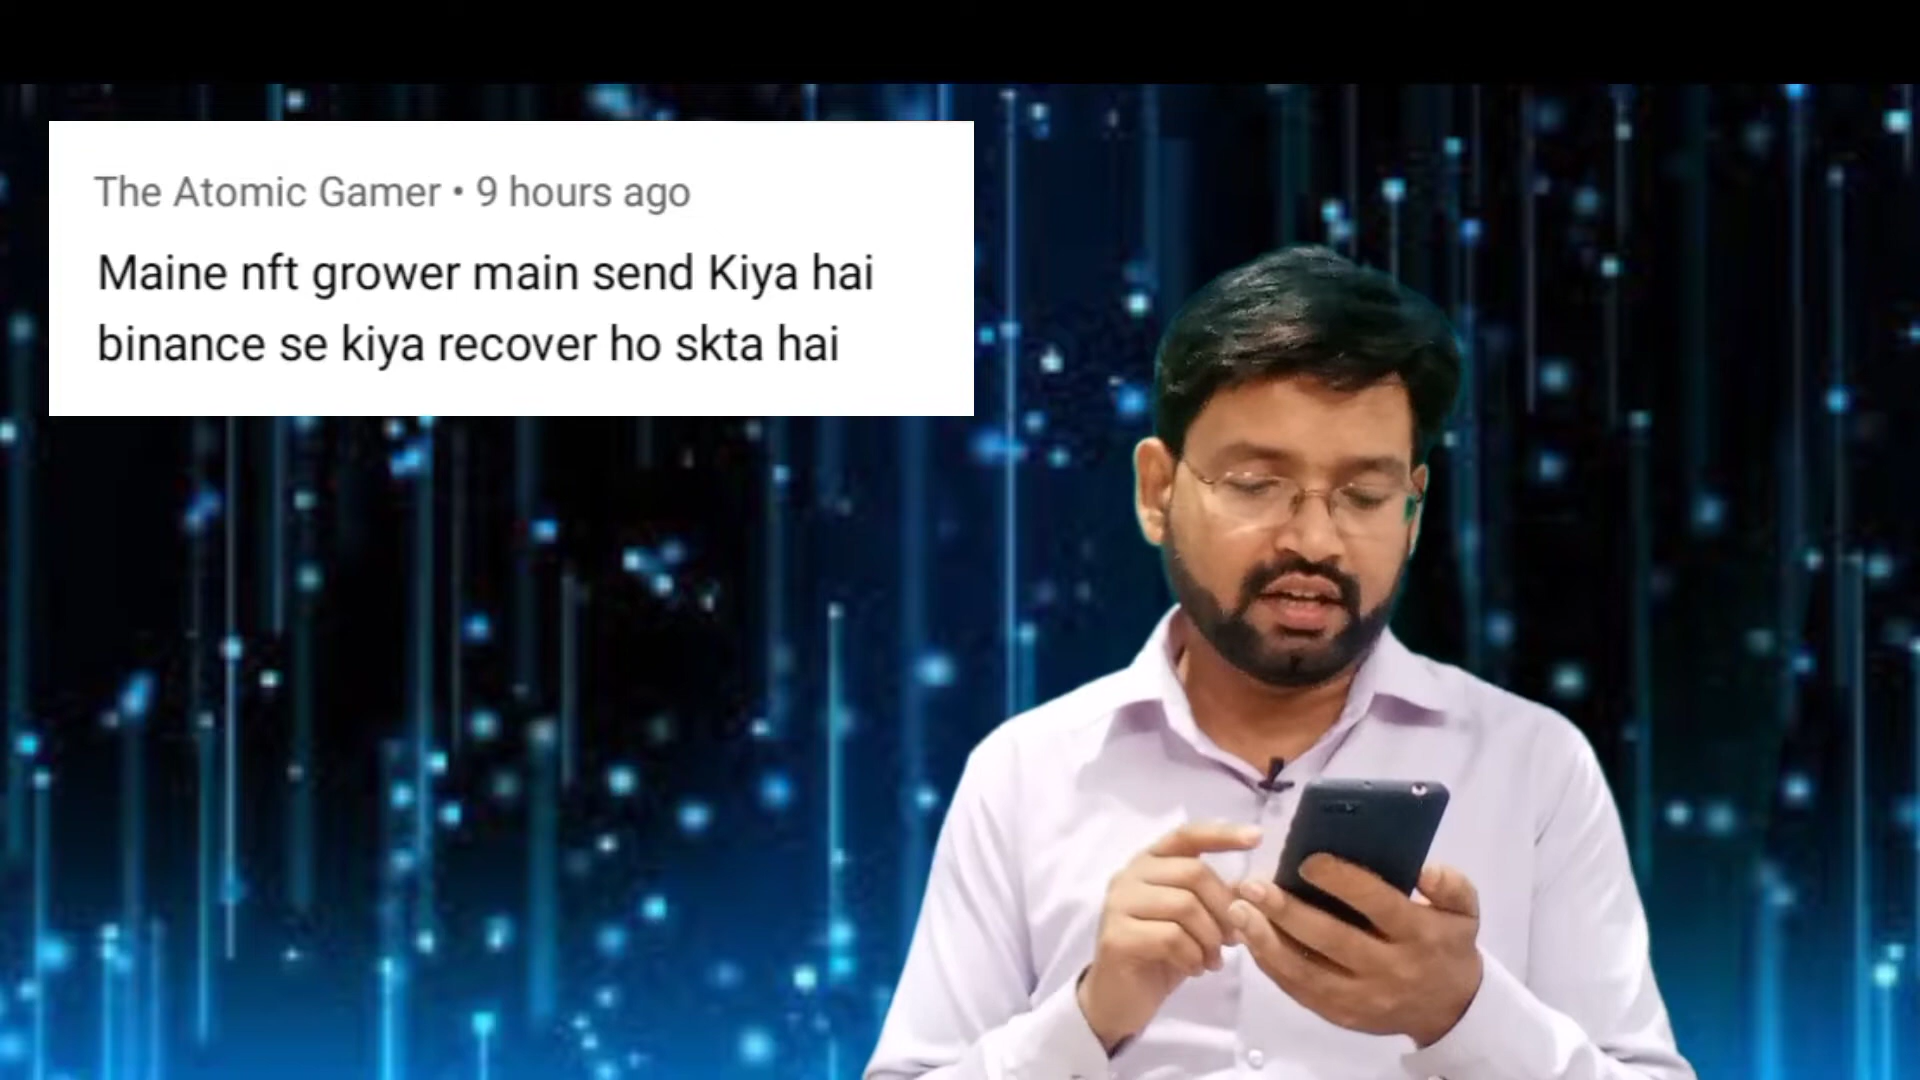 The Atomic Gamer • 9 hours ago
Maine nft grower main send Kiya hai
binance se kiya recover ho skta hai